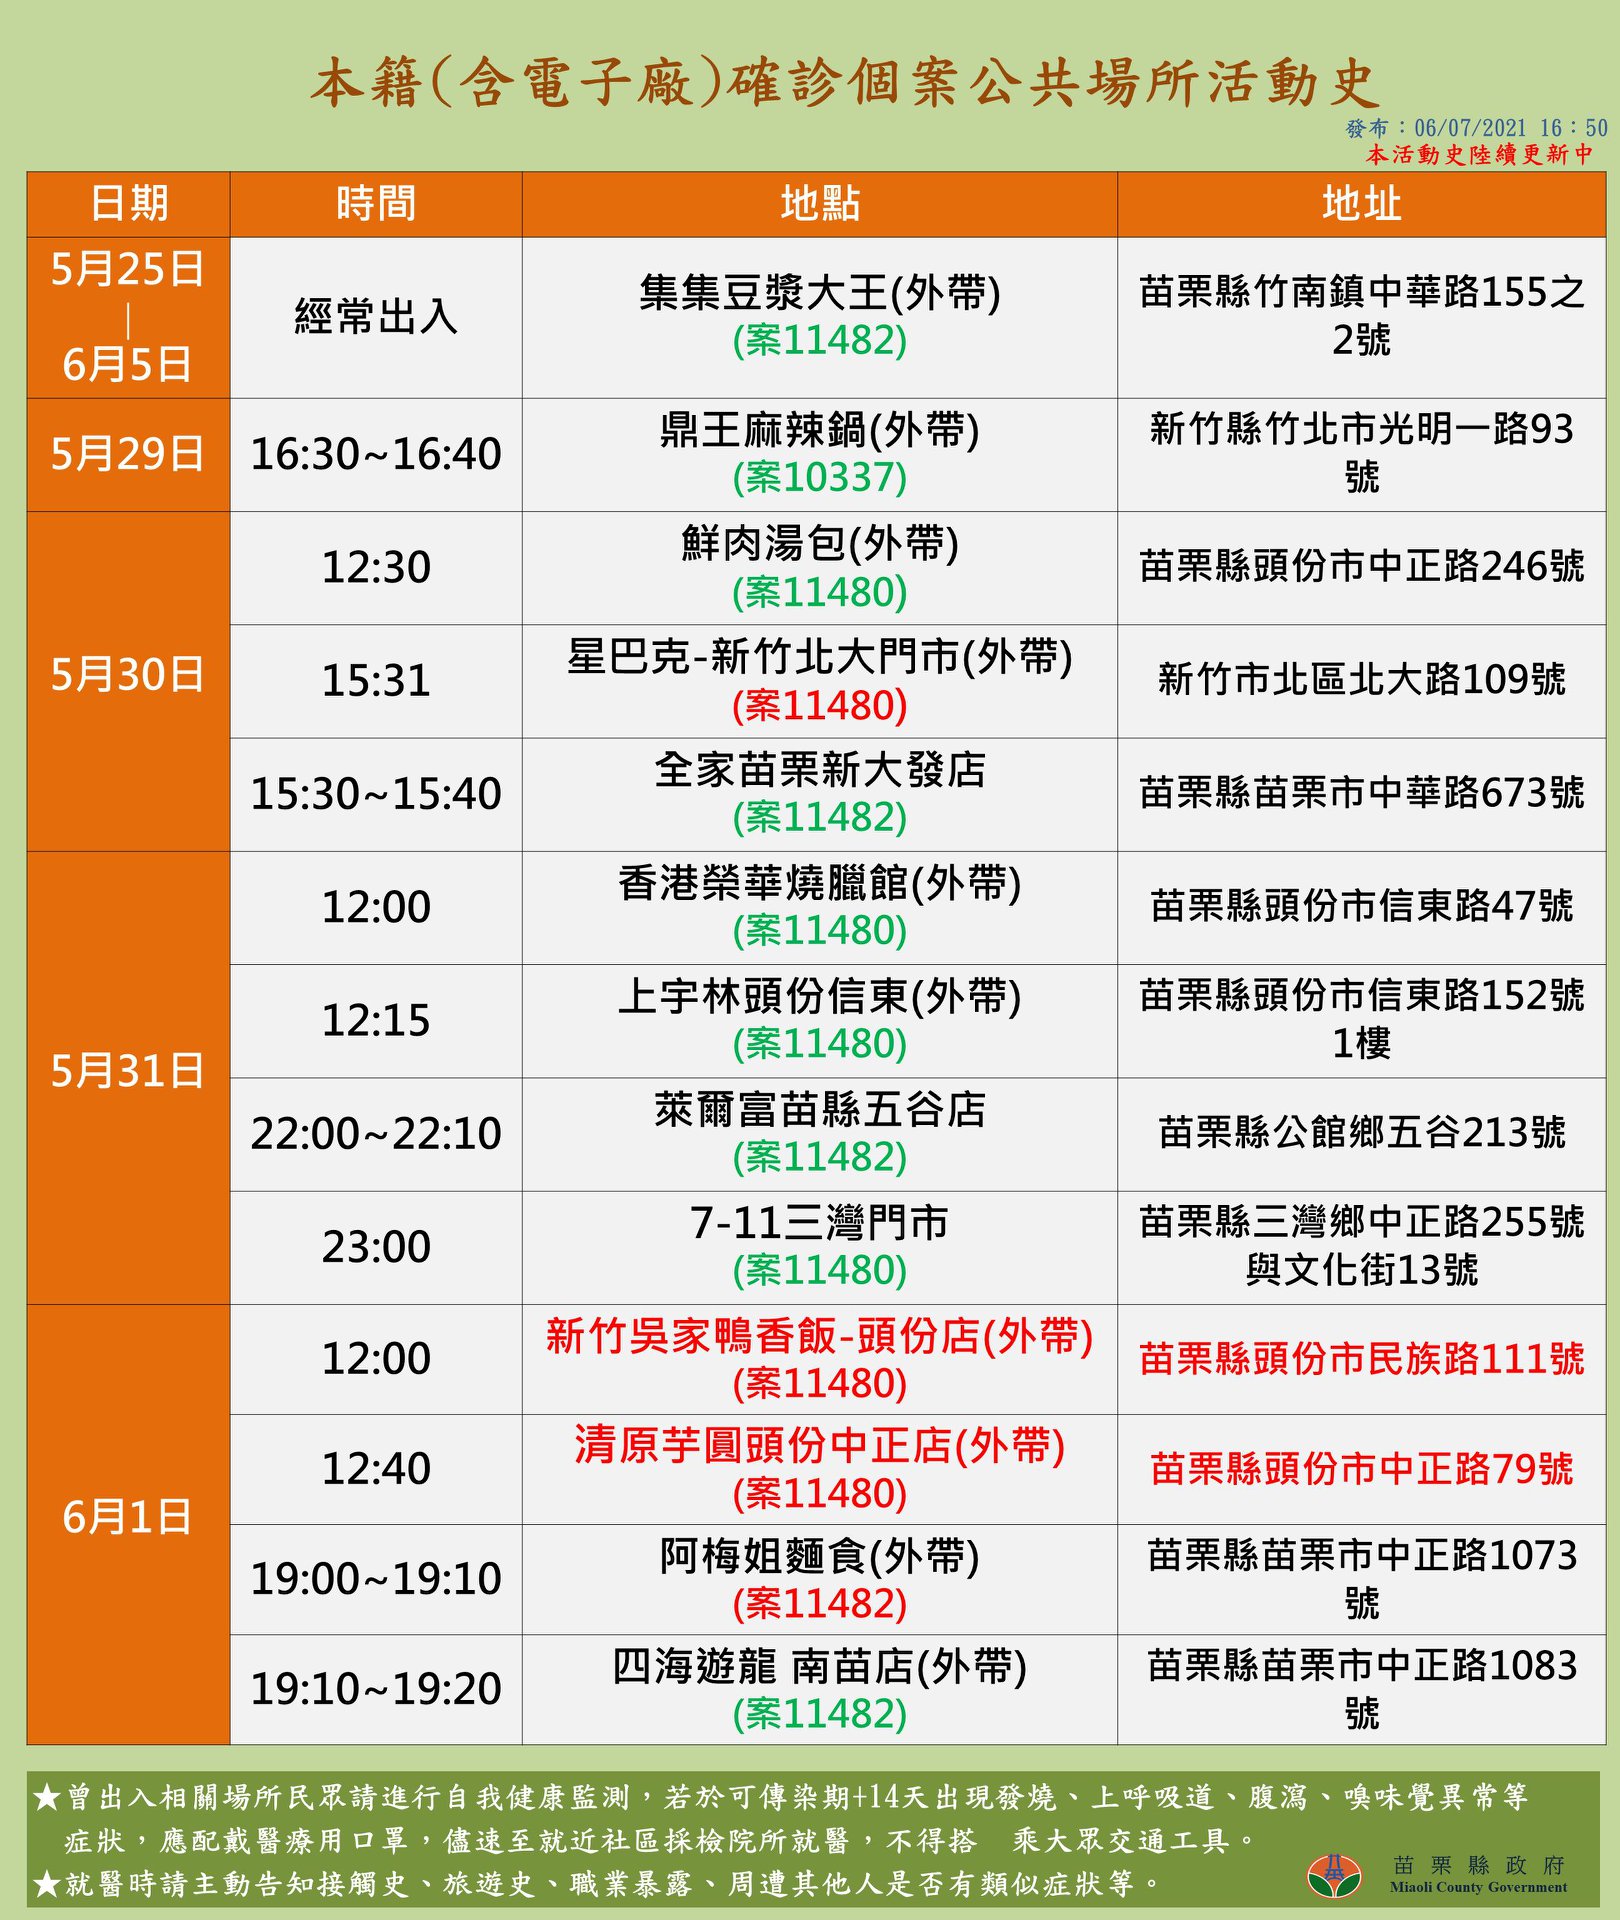 本籍(含電子廠)確診個案公共場所活動史
發布：06/07/2021 16：50
本活動史陸續更新中
日期 時間 地點 地址
5月25日
|
6月5日
經常出入
集集豆漿大王(外帶)
(案11482)
苗栗縣竹南鎮中華路155之
2號
5月29日
16:30~16:40
鼎王麻辣鍋(外帶)
(案10337)
新竹縣竹北市光明一路93
號
5月30日
12:30
鮮肉湯包(外帶)
(案11480)
苗栗縣頭份市中正路246號
15:31
星巴克-新竹北大門市(外帶)
(案11480)
新竹市北區北大路109號
15:30~15:40
全家苗栗新大發店
(案11482)
苗栗縣苗栗市中華路673號
5月31日
12:00
香港榮華燒臘館(外帶)
(案11480)
苗栗縣頭份市信東路47號
12:15
上宇林頭份信東(外帶)
(案11480)
苗栗縣頭份市信東路152號
1樓
22:00~22:10
萊爾富苗縣五谷店
(案11482)
苗栗縣公館鄉五谷213號
23:00
7-11三灣門市
(案11480)
苗栗縣三灣鄉中正路255號
與文化街13號
6月1日
12:00
新竹吳家鴨香飯-頭份店(外帶)
(案11480)
苗栗縣頭份市民族路111號
12:40
清原芋圓頭份中正店(外帶)
(案11480)
苗栗縣頭份市中正路79號
19:00~19:10
阿梅姐麵食(外帶)
(案11482)
苗栗縣苗栗市中正路1073
號
19:10~19:20
四海遊龍 南苗店(外帶)
(案11482)
苗栗縣苗栗市中正路1083
號
★曾出入相關場所民眾請進行自我健康監測，若於可傳染期+14天出現發燒、上呼吸道、腹瀉、嗅味覺異常等
症狀，應配戴醫療用口罩，儘速至就近社區採檢院所就醫，不得搭　乘大眾交通工具。
★就醫時請主動告知接觸史、旅遊史、職業暴露、周遭其他人是否有類似症狀等。
苗栗縣政府
Miaoli County Government